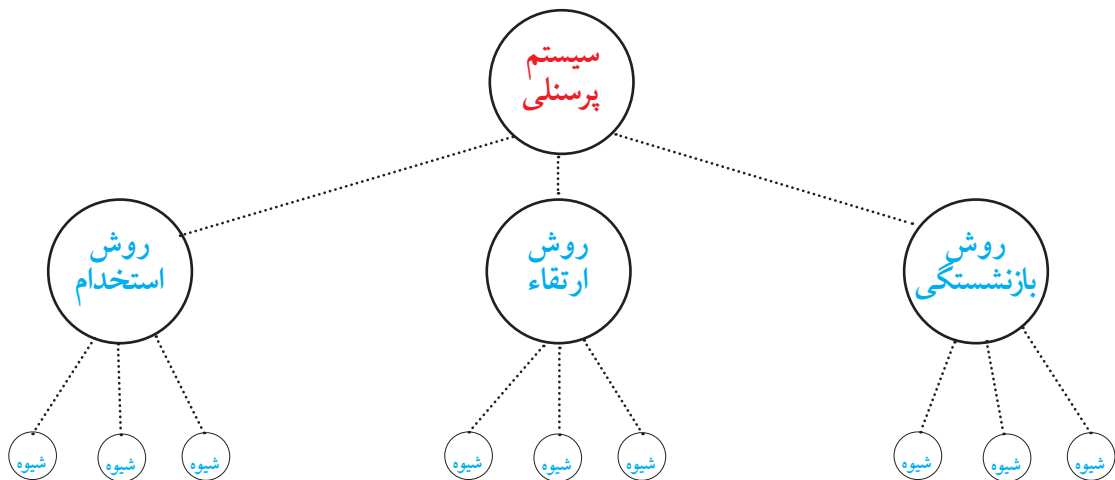 سیستم
پرسنلی
روش
بازنشستگی
روش
ارتقاء
روش
استخدام
شیوه
شیوه
شیوه
شیوه
شیوه
شیوه
شیوه
شیوه
شیوه